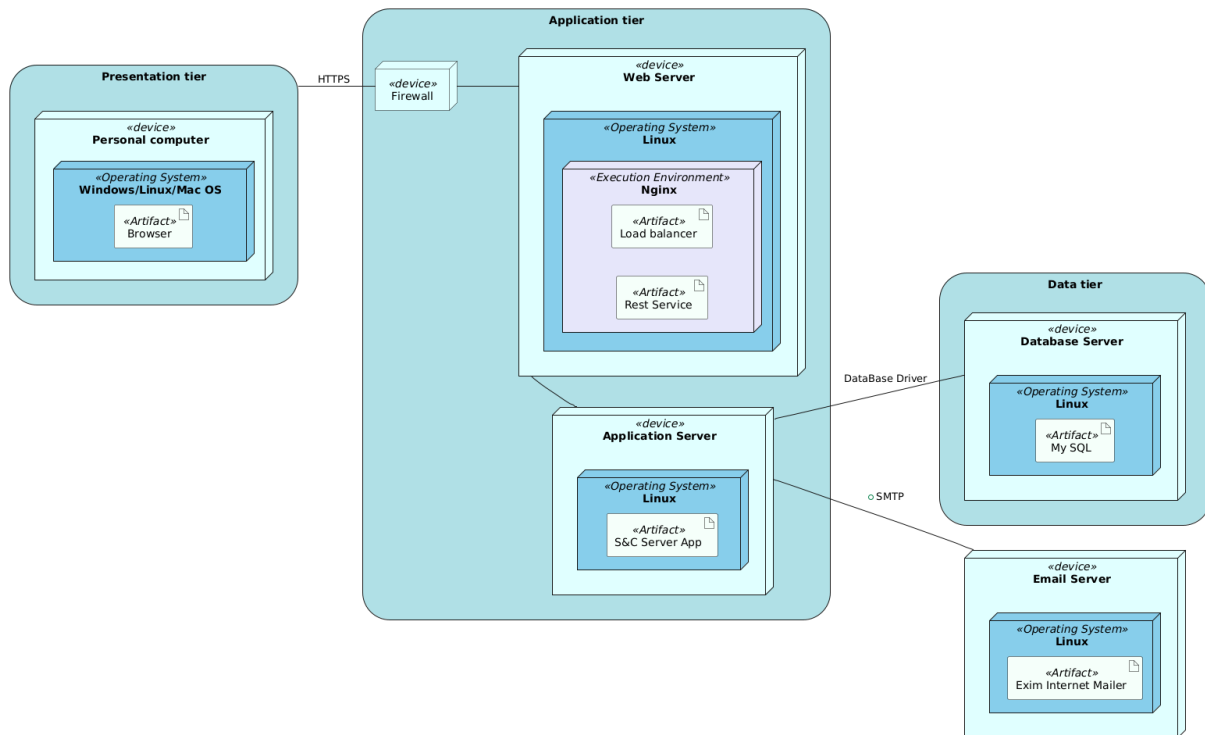 Presentation tier
«device»
Personal computer
«Operating System»
Windows/Linux/Mac OS
«Artifact»
Browser
HTTPS
Application tier
«device»
Firewall
«device»
Web Server
«Operating System»
Linux
«Execution Environment»
Nginx
«Artifact»
Load balancer
«Artifact»
Rest Service
«device»
Application Server
«Operating System»
Linux
«Artifact»
S&C Server App
DataBase Driver
SMTP
Data tier
«device»
Database Server
«Operating System»
Linux
«Artifact»
My SQL
«device»
Email Server
«Operating System»
Linux
«Artifact»
Exim Internet Mailer